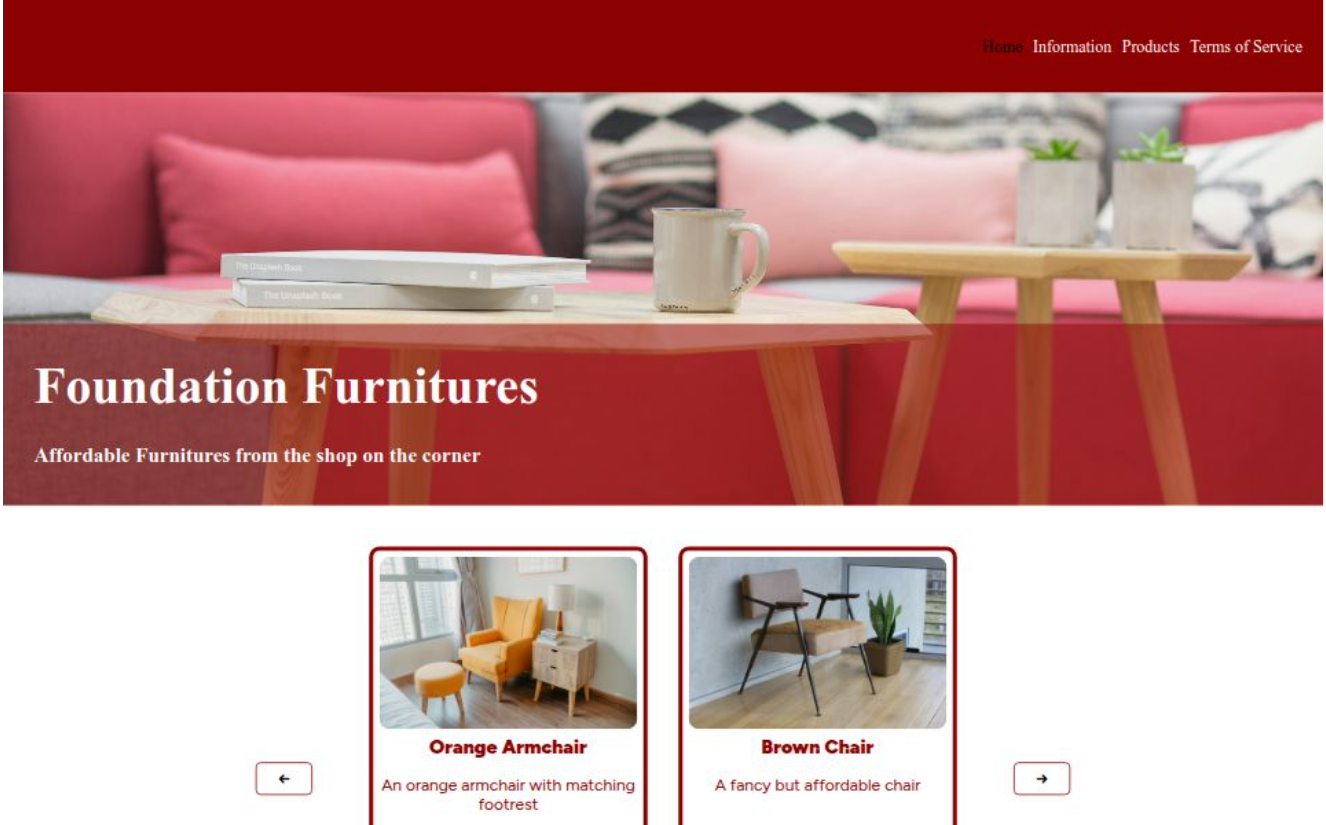 Home Information Products Terms of Service
The Unsplash Book
The Unsplash Book
Foundation Furnitures
Affordable Furnitures from the shop on the corner
Orange Armchair
An orange armchair with matching
footrest
Brown Chair
A fancy but affordable chair